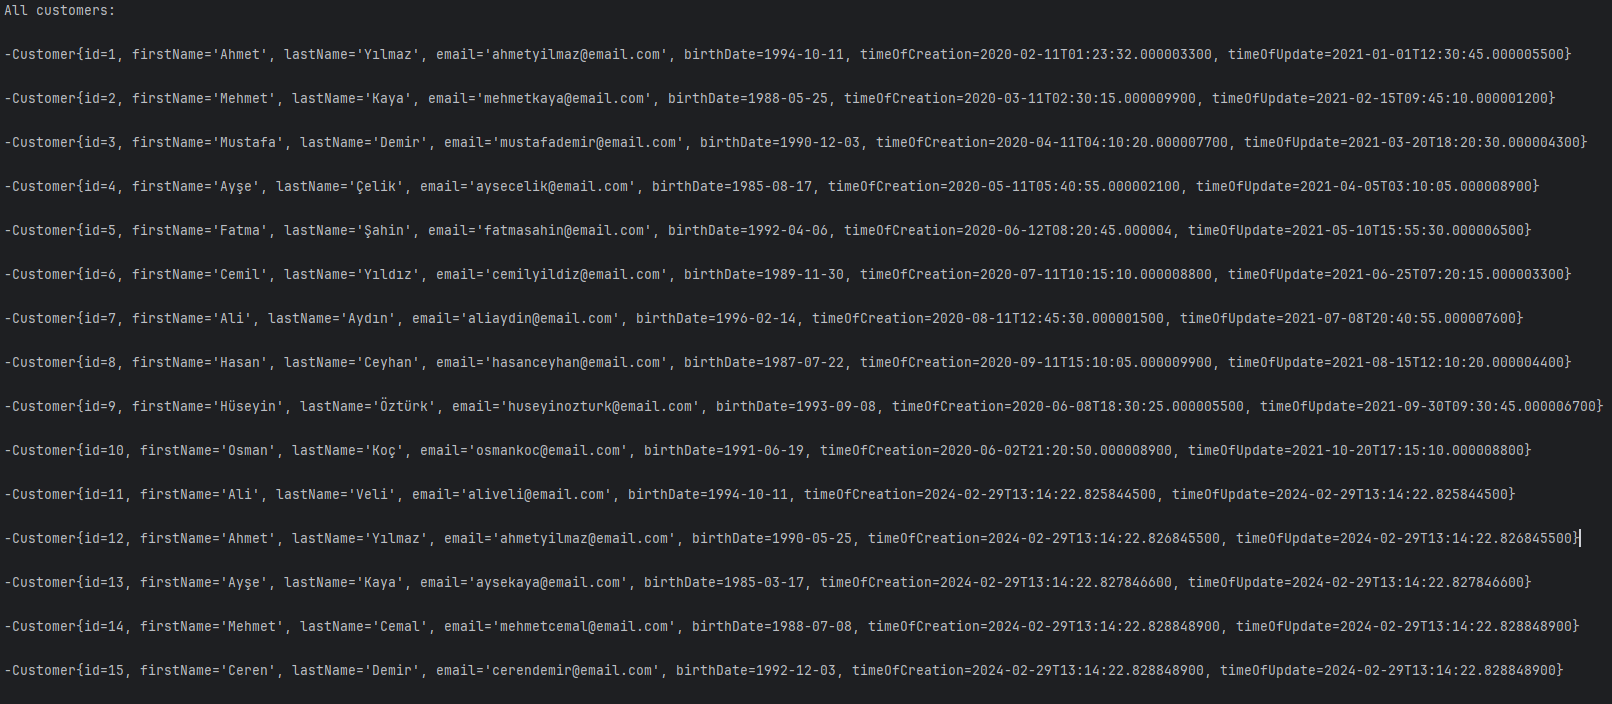 All customers:
-Customer{id=1, firstName='Ahmet', lastName='Yılmaz', email='ahmetyilmaz@email.com', birthDate=1994-10-11, timeOfCreation=2020-02-11T01:23:32.000003300, timeOfUpdate=2021-01-01T12:30:45.000005500}
-Customer{id=2, firstName='Mehmet', lastName='Kaya', email='mehmetkaya@email.com', birthDate=1988-05-25, timeOfCreation=2020-03-11T02:30:15.000009900, timeOfUpdate=2021-02-15T09:45:10.000001200}
-Customer{id=3, firstName='Mustafa', lastName='Demir', email='mustafademir@email.com', birthDate=1990-12-03, timeOfCreation=2020-04-11T04:10:20.000007700, timeOfUpdate=2021-03-20T18:20:30.000004300}
-Customer{id=4, firstName='Ayşe', lastName='Çelik', email='aysecelik@email.com', birthDate=1985-08-17, timeOfCreation=2020-05-11T05:40:55.000002100, timeOfUpdate=2021-04-05T03:10:05.000008900}
-Customer{id=5, firstName='Fatma', lastName='Şahin', email='fatmasahin@email.com', birthDate=1992-04-06, timeOfCreation=2020-06-12T08:20:45.000004, timeOfUpdate=2021-05-10T15:55:30.000006500}
-Customer{id=6, firstName='Cemil', lastName='Yıldız', email='cemilyildiz@email.com', birthDate=1989-11-30, timeOfCreation=2020-07-11T10:15:10.000008800, timeOfUpdate=2021-06-25T07:20:15.000003300}
-Customer{id=7, firstName='Ali', lastName='Aydın', email='aliaydin@email.com', birthDate=1996-02-14, timeOfCreation=2020-08-11T12:45:30.000001500, timeOfUpdate=2021-07-08T20:40:55.000007600}
-Customer{id=8, firstName='Hasan', lastName='Ceyhan', email='hasanceyhan@email.com', birthDate=1987-07-22, timeOfCreation=2020-09-11T15:10:05.000009900, timeOfUpdate=2021-08-15T12:10:20.000004400}
-Customer{id=9, firstName='Hüseyin', lastName='Öztürk', email='huseyinozturk@email.com', birthDate=1993-09-08, timeOfCreation=2020-06-08T18:30:25.000005500, timeOfUpdate=2021-09-30T09:30:45.000006700}
-Customer{id=10, firstName='Osman', lastName='Koç', email='osmankoc@email.com', birthDate=1991-06-19, timeOfCreation=2020-06-02T21:20:50.000008900, timeOfUpdate=2021-10-20T17:15:10.000008800}
-Customer{id=11, firstName='Ali', lastName='Veli', email='aliveli@email.com', birthDate=1994-10-11, timeOfCreation=2024-02-29T13:14:22.825844500, timeOfUpdate=2024-02-29T13:14:22.825844500}
-Customer{id=12, firstName='Ahmet', lastName='Yılmaz', email='ahmetyilmaz@email.com', birthDate=1990-05-25, timeOfCreation=2024-02-29T13:14:22.826845500, timeOfUpdate=2024-02-29T13:14:22.826845500}
-Customer{id=13, firstName='Ayşe', lastName='Kaya', email='aysekaya@email.com', birthDate=1985-03-17, timeOfCreation=2024-02-29T13:14:22.827846600, timeOfUpdate=2024-02-29T13:14:22.827846600}
-Customer{id=14, firstName='Mehmet', lastName='Cemal', email='mehmetcemal@email.com', birthDate=1988-07-08, timeOfCreation=2024-02-29T13:14:22.828848900, timeOfUpdate=2024-02-29T13:14:22.828848900}
-Customer{id=15, firstName='Ceren', lastName='Demir', email='cerendemir@email.com', birthDate=1992-12-03, timeOfCreation=2024-02-29T13:14:22.828848900, timeOfUpdate=2024-02-29T13:14:22.828848900}